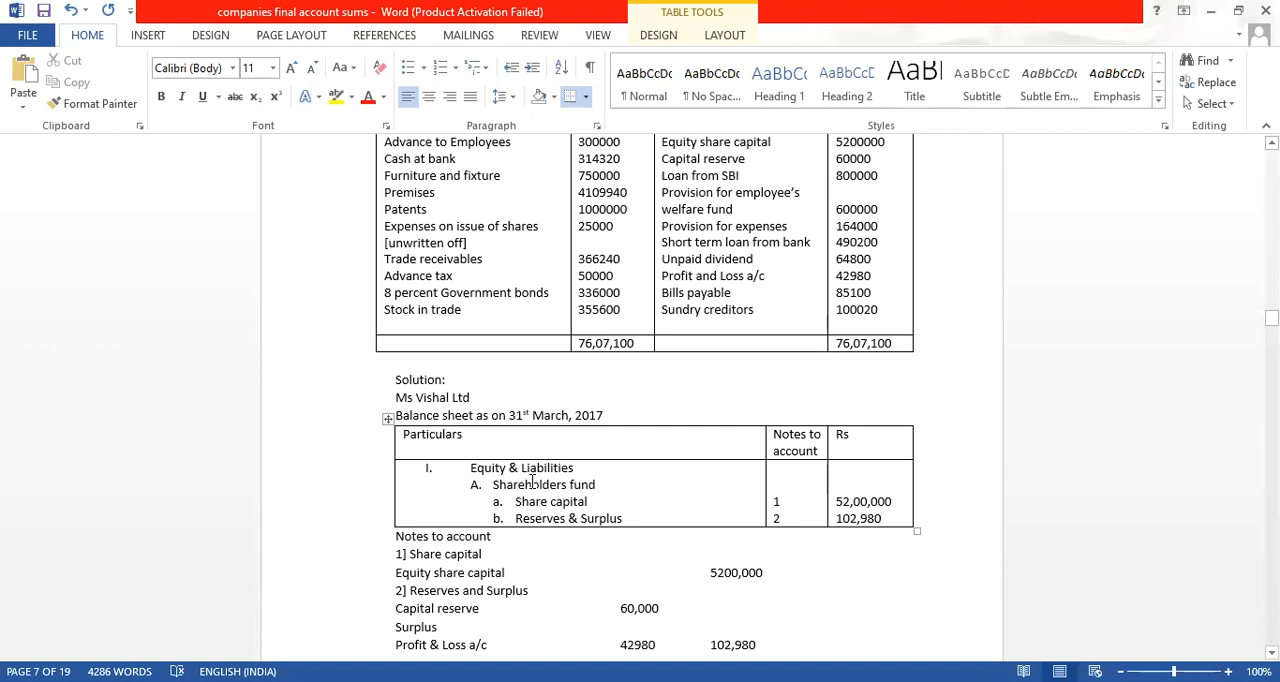 companies final account sums - Word (Product Activation Failed)
TABLE TOOLS
FILE HOME INSERT DESIGN PAGE LAYOUT REFERENCES MAILINGS REVIEW VIEW DESIGN LAYOUT
Paste
Cut
Copy
Format Painter
Clipboard
Calibri (Body) 11
Font
Paragraph
AaBbCcDc ¶ Normal
AaBbCcDc ¶ No Spac...
AaBbCc Heading 1
AaBbCcC Heading 2
AaBl Title
AaBbCcD Subtitle
AaBbCcDc Subtle Em...
AaBbCcDc Emphasis
Styles
Find
Replace
Select
Editing
Advance to Employees 300000 Equity share capital 5200000
Cash at bank 314320 Capital reserve 60000
Furniture and fixture 750000 Loan from SBI 800000
Premises 4109940 Provision for employee’s
Patents 1000000 welfare fund 600000
Expenses on issue of shares 25000 Provision for expenses 164000
[unwritten off] Short term loan from bank 490200
Trade receivables 366240 Unpaid dividend 64800
Advance tax 50000 Profit and Loss a/c 42980
8 percent Government bonds 336000 Bills payable 85100
Stock in trade 355600 Sundry creditors 100020
76,07,100 76,07,100
Solution:
Ms Vishal Ltd
Balance sheet as on 31st March, 2017
Particulars Notes to account Rs
I. Equity & Liabilities
A. Shareholders fund
a. Share capital 1 52,00,000
b. Reserves & Surplus 2 102,980
Notes to account
1] Share capital
Equity share capital 5200,000
2] Reserves and Surplus
Capital reserve 60,000
Surplus
Profit & Loss a/c 42980 102,980
PAGE 7 OF 19 4286 WORDS ENGLISH (INDIA) 100%